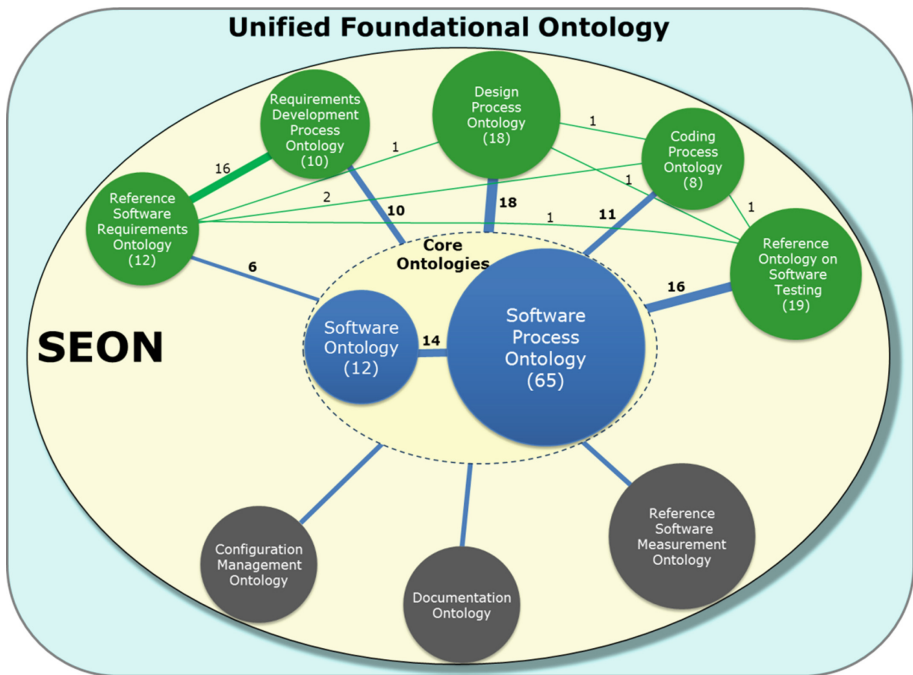 Unified Foundational Ontology
Requirements
Development
Process
Ontology
(10)
Design
Process
Ontology
(18)
Coding
Process
Ontology
(8)
Reference
Software
Requirements
Ontology
(12)
Reference
Ontology on
Software
Testing
(19)
16
1
1
2
1
1
1
10
18
11
6
16
Core
Ontologies
SEON
Software
Ontology
(12)
14
Software
Process
Ontology
(65)
Configuration
Management
Ontology
Documentation
Ontology
Reference
Software
Measurement
Ontology